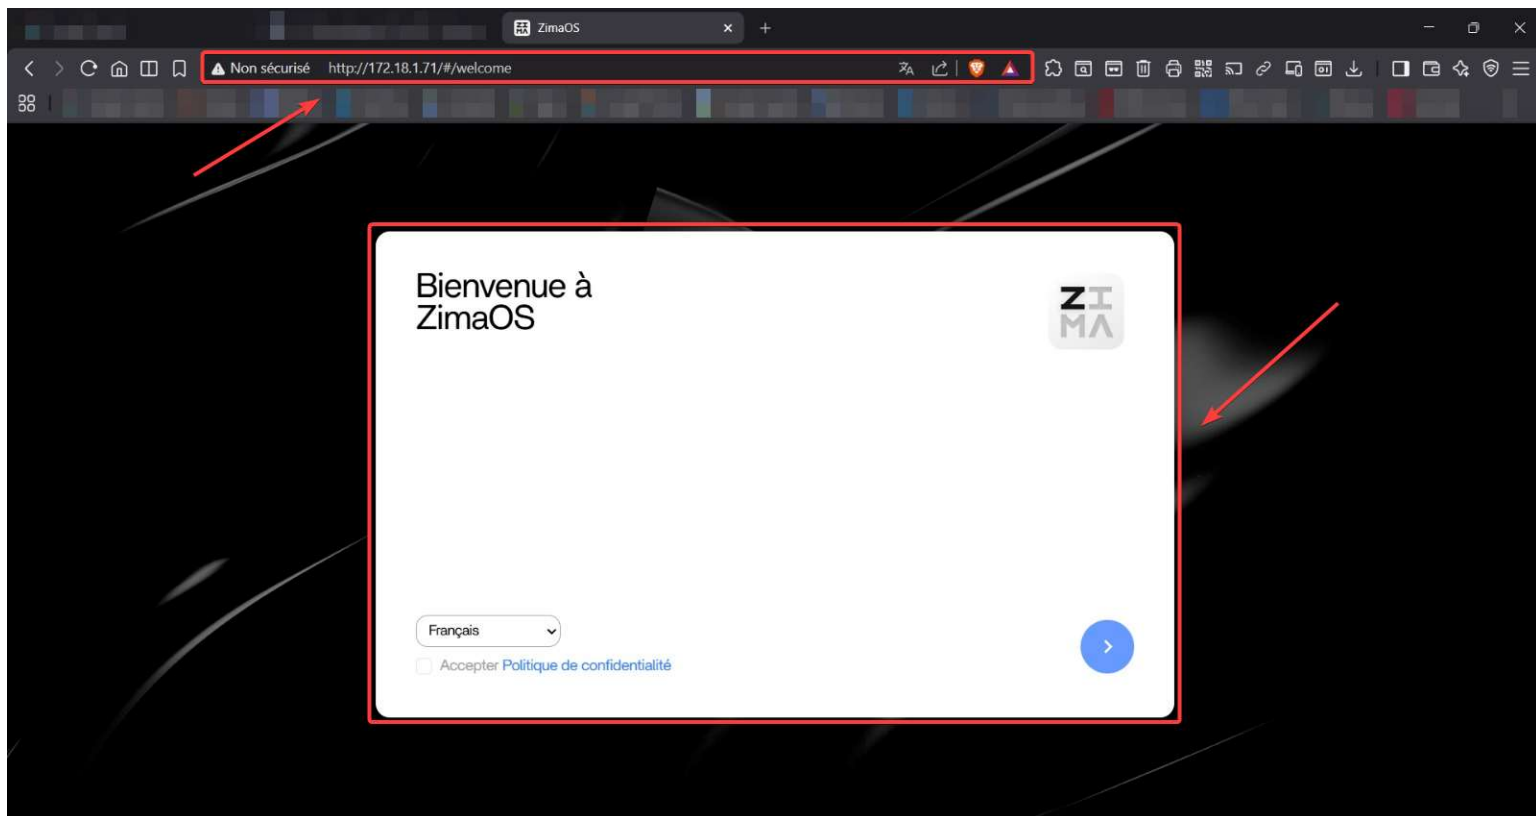 ZimaOS
Non sécurisé http://172.18.1.71/#/welcome
Bienvenue à
ZimaOS
ZI
MA
Français
Accepter Politique de confidentialité